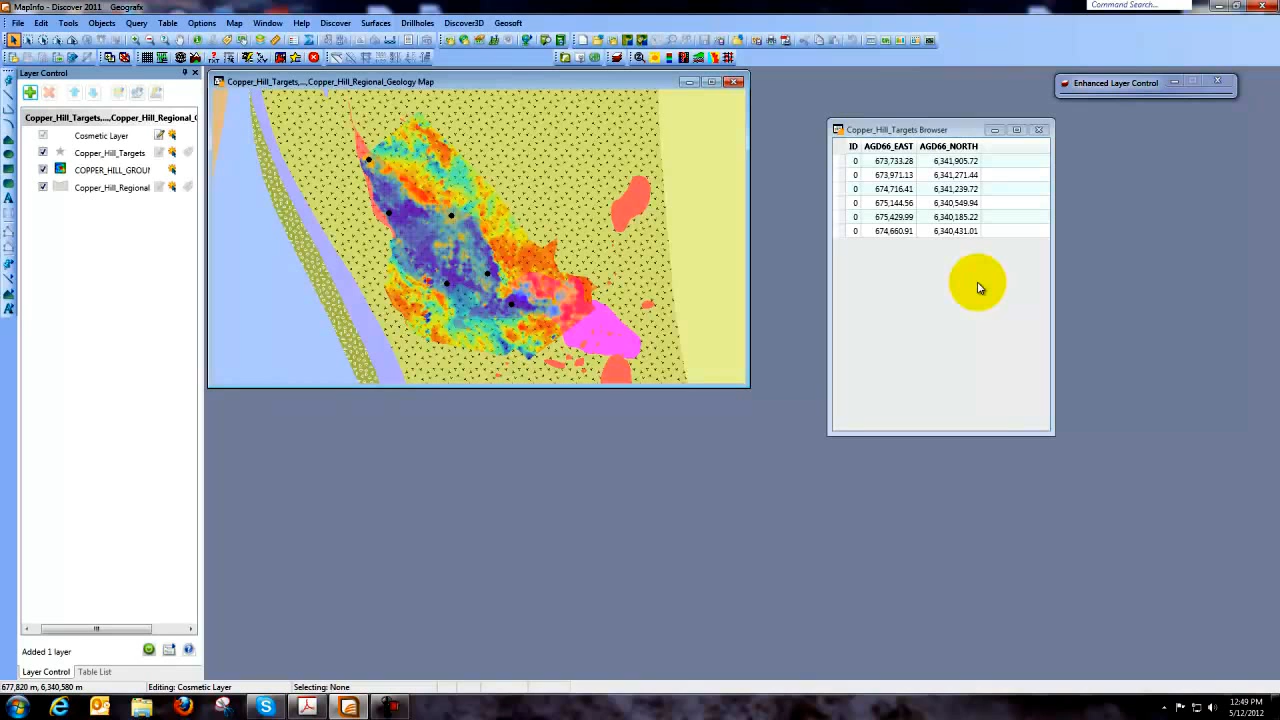 MapInfo - Discover 2011 Geografx
Command Search...
File Edit Tools Objects Query Table Options Map Window Help Discover Surfaces Drillholes Discover3D Geosoft
Layer Control
Copper_Hill_Targets,...,Copper_Hill_Regional_Geology Map
Enhanced Layer Control
Copper_Hill_Targets,...,Copper_Hill_Regional_
Cosmetic Layer
Copper_Hill_Targets
COPPER_HILL_GROU
Copper_Hill_Regional
Copper_Hill_Targets Browser
ID AGD66_EAST AGD66_NORTH
0 673,733.28 6,341,905.72
0 673,971.13 6,341,271.44
0 674,716.41 6,341,239.72
0 675,144.56 6,340,549.94
0 675,429.99 6,340,185.22
0 674,660.91 6,340,431.01
Added 1 layer
Layer Control Table List
677,820 m, 6,340,580 m Editing: Cosmetic Layer Selecting: None
12:49 PM
5/12/2012